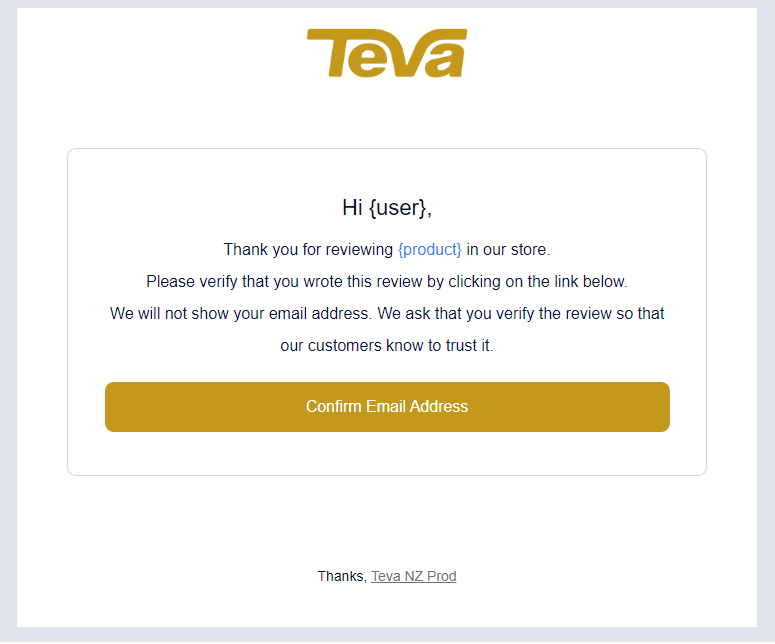 Teva
Hi {user},
Thank you for reviewing {product} in our store.
Please verify that you wrote this review by clicking on the link below.
We will not show your email address. We ask that you verify the review so that
our customers know to trust it.
Confirm Email Address
Thanks, Teva NZ Prod